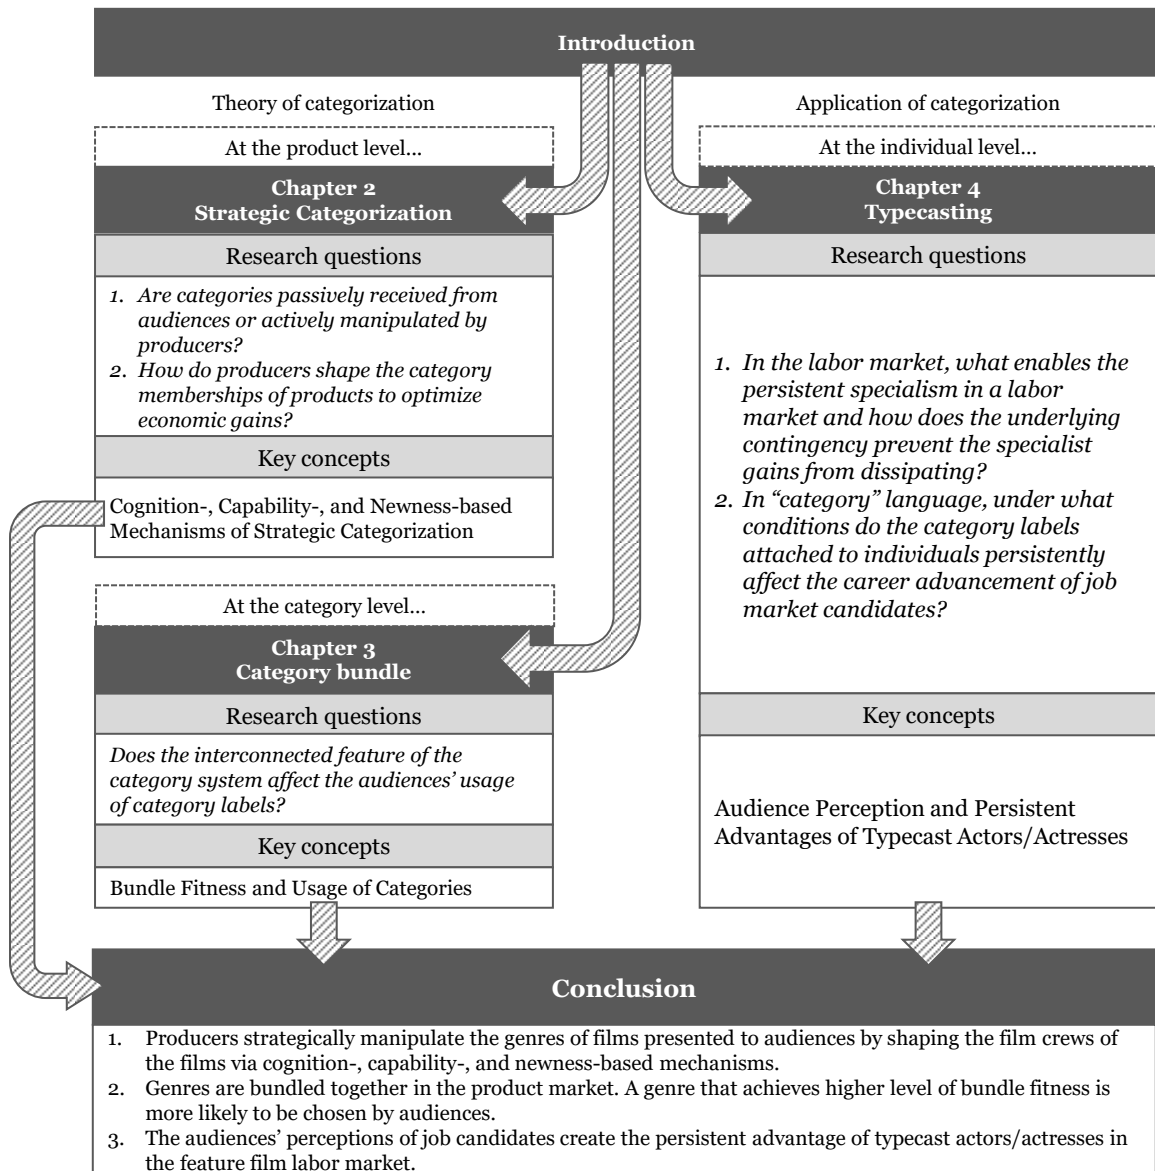 Introduction
Theory of categorization
At the product level...
Chapter 2
Strategic Categorization
Research questions
1. Are categories passively received from
audiences or actively manipulated by
producers?
2. How do producers shape the category
memberships of products to optimize
economic gains?
Key concepts
Cognition-, Capability-, and Newness-based
Mechanisms of Strategic Categorization
At the category level...
Chapter 3
Category bundle
Research questions
Does the interconnected feature of the
category system affect the audiences’ usage
of category labels?
Key concepts
Bundle Fitness and Usage of Categories
Application of categorization
At the individual level...
Chapter 4
Typecasting
Research questions
1. In the labor market, what enables the
persistent specialism in a labor
market and how does the underlying
contingency prevent the specialist
gains from dissipating?
2. In “category” language, under what
conditions do the category labels
attached to individuals persistently
affect the career advancement of job
market candidates?
Key concepts
Audience Perception and Persistent
Advantages of Typecast Actors/Actresses
Conclusion
1. Producers strategically manipulate the genres of films presented to audiences by shaping the film crews of
the films via cognition-, capability-, and newness-based mechanisms.
2. Genres are bundled together in the product market. A genre that achieves higher level of bundle fitness is
more likely to be chosen by audiences.
3. The audiences’ perceptions of job candidates create the persistent advantage of typecast actors/actresses in
the feature film labor market.